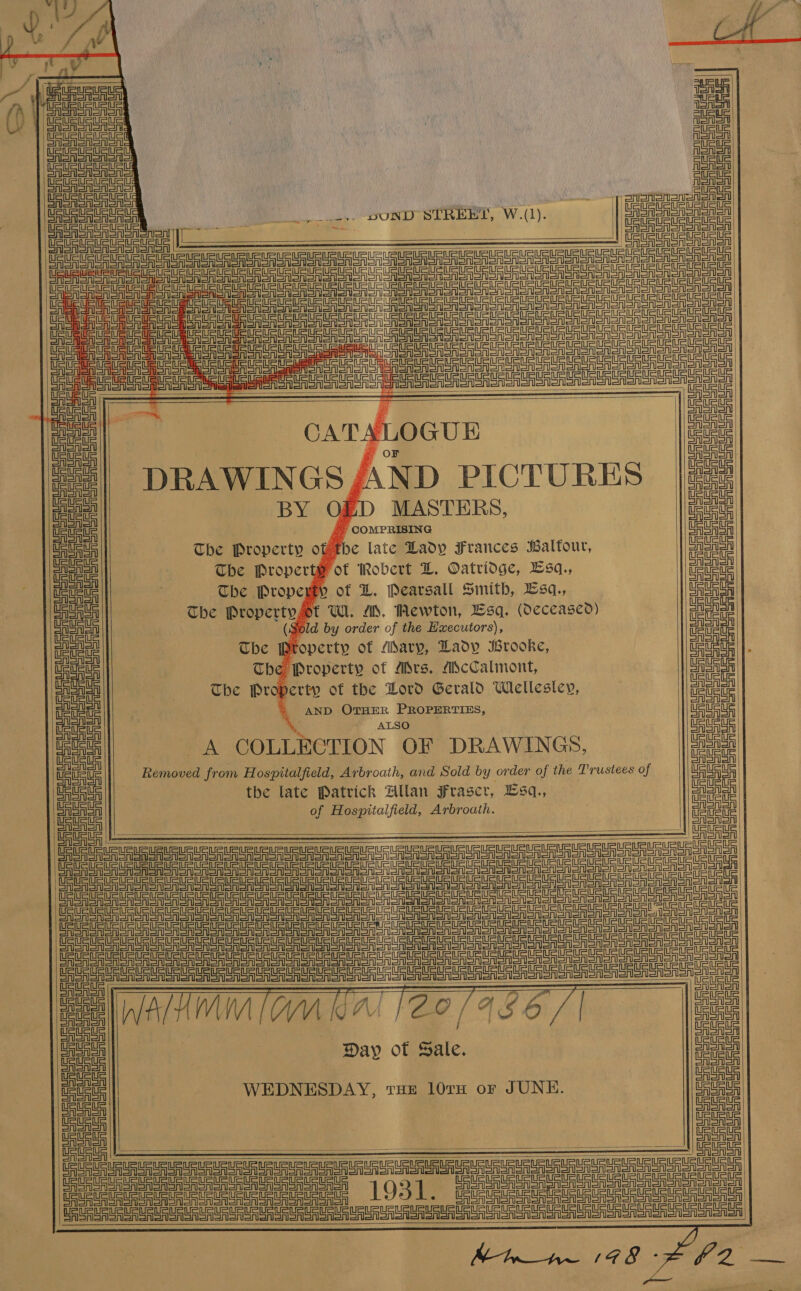 BOND STREET, W.(1).
CATALOGUE
OF
DRAWINGS AND PICTURES
BY OLD MASTERS,
COMPRISING
The Property of the late Lady Frances Balfour,
The Property of Robert L. Oatridge, Esq.,
The Property of L. Pearsall Smith, Esq.,
The Property of W. M. Newton, Esq. (deceased)
(Sold by order of the Executors),
The Property of Mary, Lady Brooke,
The Property of Mrs. McCalmont,
The Property of the Lord Gerald Wellesley,
AND OTHER PROPERTIES,
ALSO
A COLLECTION OF DRAWINGS,
Removed from Hospitalfield, Arbroath, and Sold by order of the Trustees of
the late Patrick Allan Fraser, Esq.,
of Hospitalfield, Arbroath.
Day of Sale.
WEDNESDAY, THE 10TH OF JUNE.
1931.